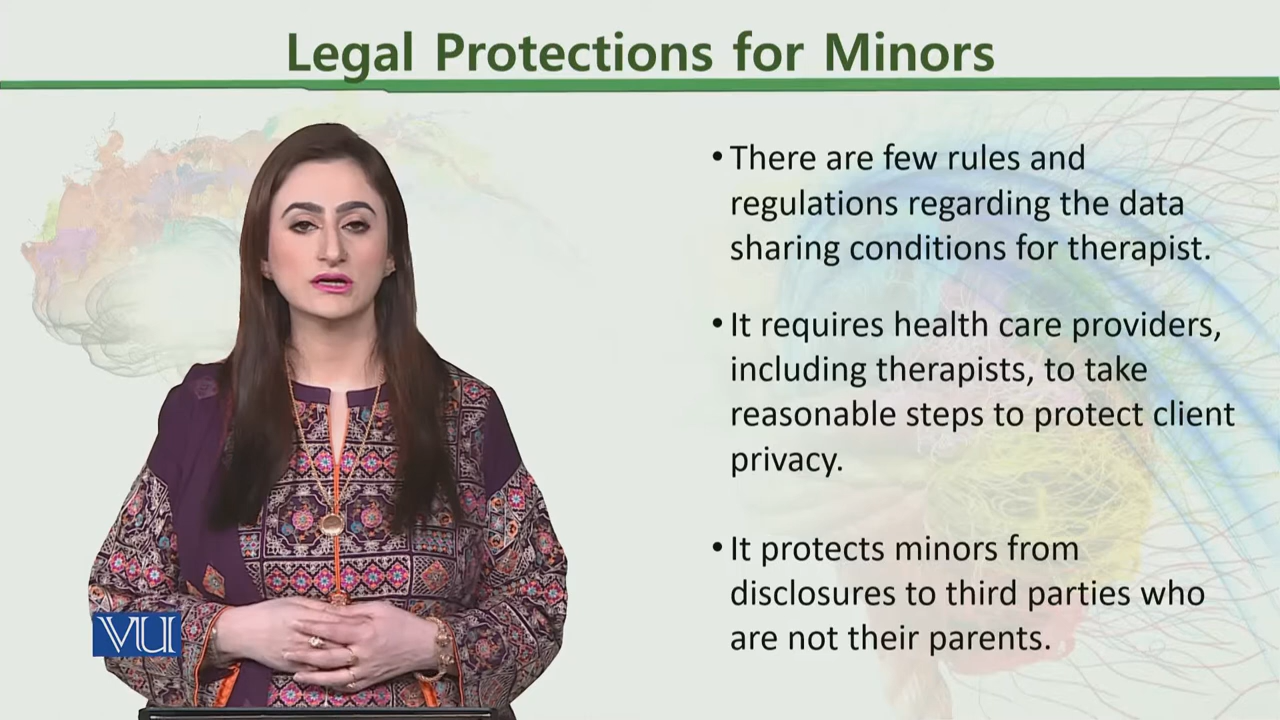 Legal Protections for Minors
• There are few rules and
regulations regarding the data
sharing conditions for therapist.
• It requires health care providers,
including therapists, to take
reasonable steps to protect client
privacy.
• It protects minors from
disclosures to third parties who
are not their parents.
VU